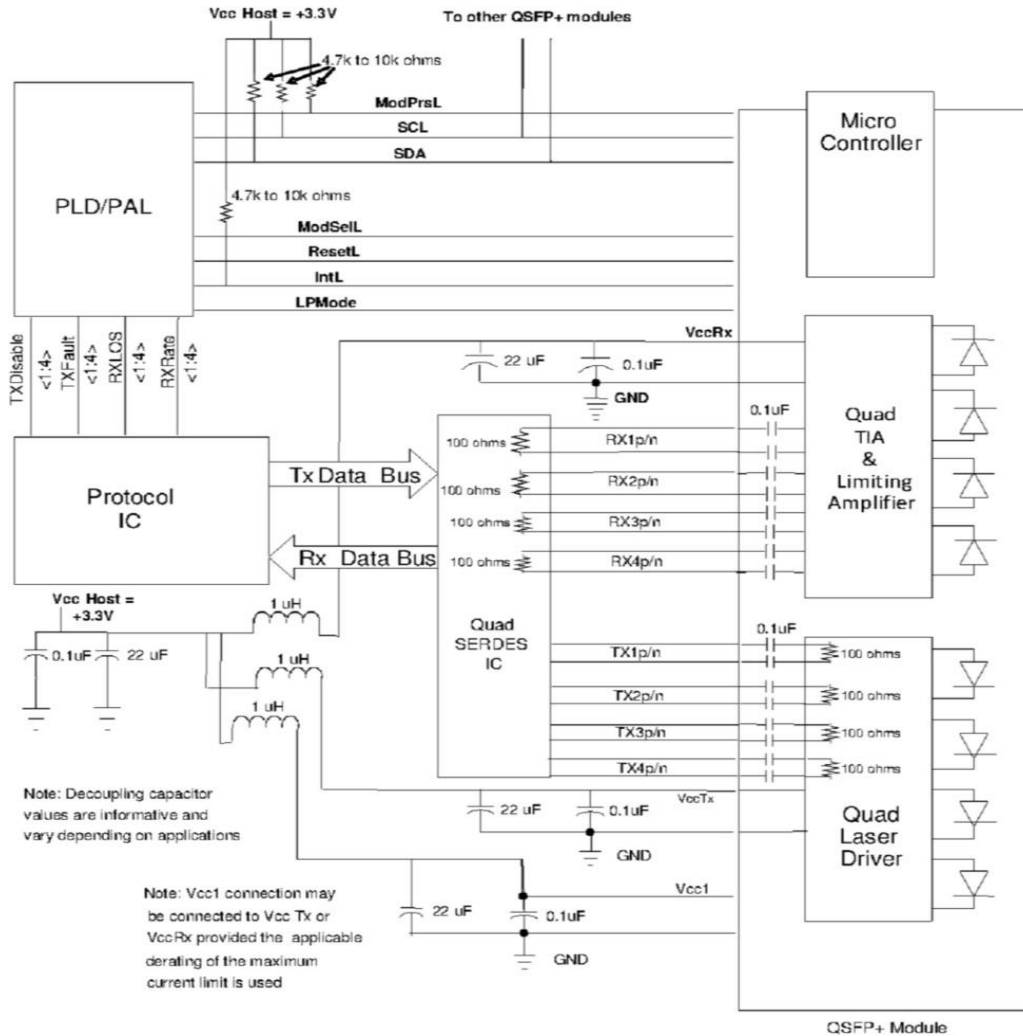 Vcc Host = +3.3V
To other QSFP+ modules
4.7k to 10k ohms
ModPrsL
SCL
SDA
Micro
Controller
PLD/PAL
4.7k to 10k ohms
ModSelL
ResetL
IntL
LPMode
TXDisable
<1:4>
TXFault
<1:4>
RXLOS
<1:4>
RXRate
<1:4>
VccRx
22 uF
0.1uF
GND
0.1uF
Quad
TIA
&
Limiting
Amplifier
100 ohms
RX1p/n
100 ohms
RX2p/n
100 ohms
RX3p/n
100 ohms
RX4p/n
Protocol
IC
Tx Data Bus
Rx Data Bus
Quad
SERDES
IC
Vcc Host =
+3.3V
0.1uF
22 uF
1 uH
1 uH
1 uH
0.1uF
TX1p/n
100 ohms
TX2p/n
100 ohms
TX3p/n
100 ohms
TX4p/n
100 ohms
VccTx
22 uF
0.1uF
GND
Quad
Laser
Driver
Note: Decoupling capacitor
values are informative and
vary depending on applications
Vcc1
22 uF
0.1uF
GND
Note: Vcc1 connection may
be connected to Vcc Tx or
VccRx provided the applicable
derating of the maximum
current limit is used
QSFP+ Module